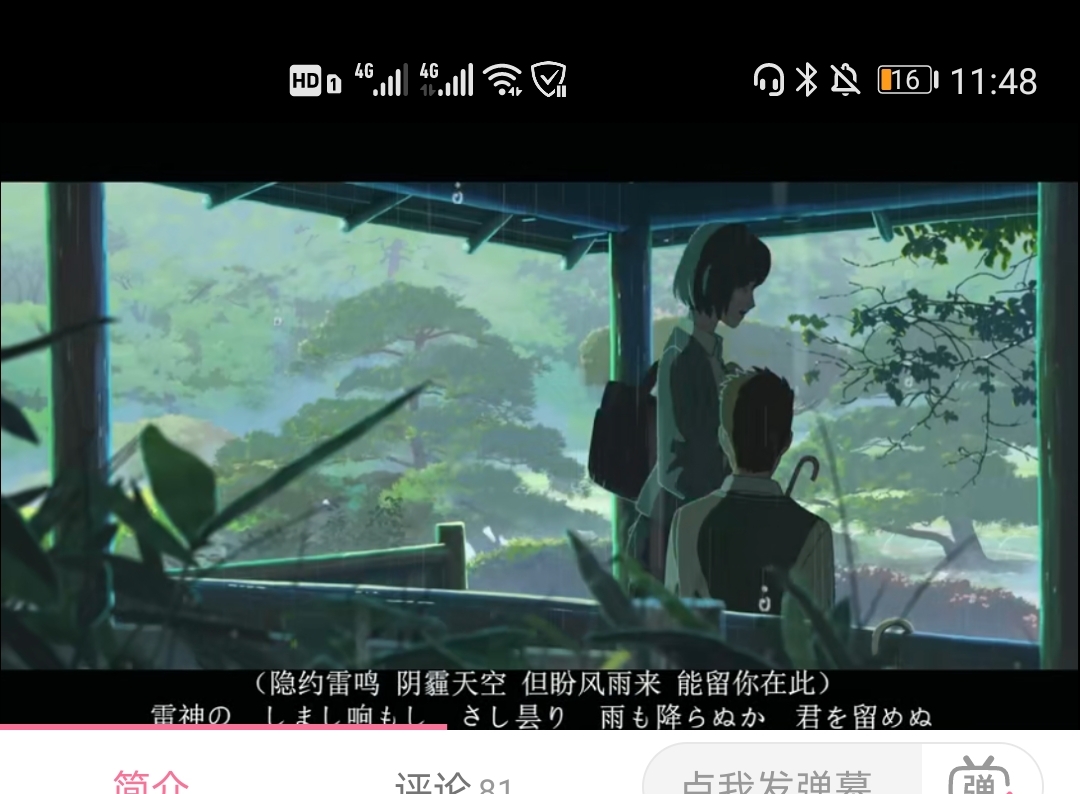 HD 1 4G 4G 16 11:48
（隐约雷鸣 阴霾天空 但盼风雨来 能留你在此）
雷神の しまし响もし さし曇り 雨も降らぬか 君を留めぬ
简介 评论 81 点我发弹幕 弹